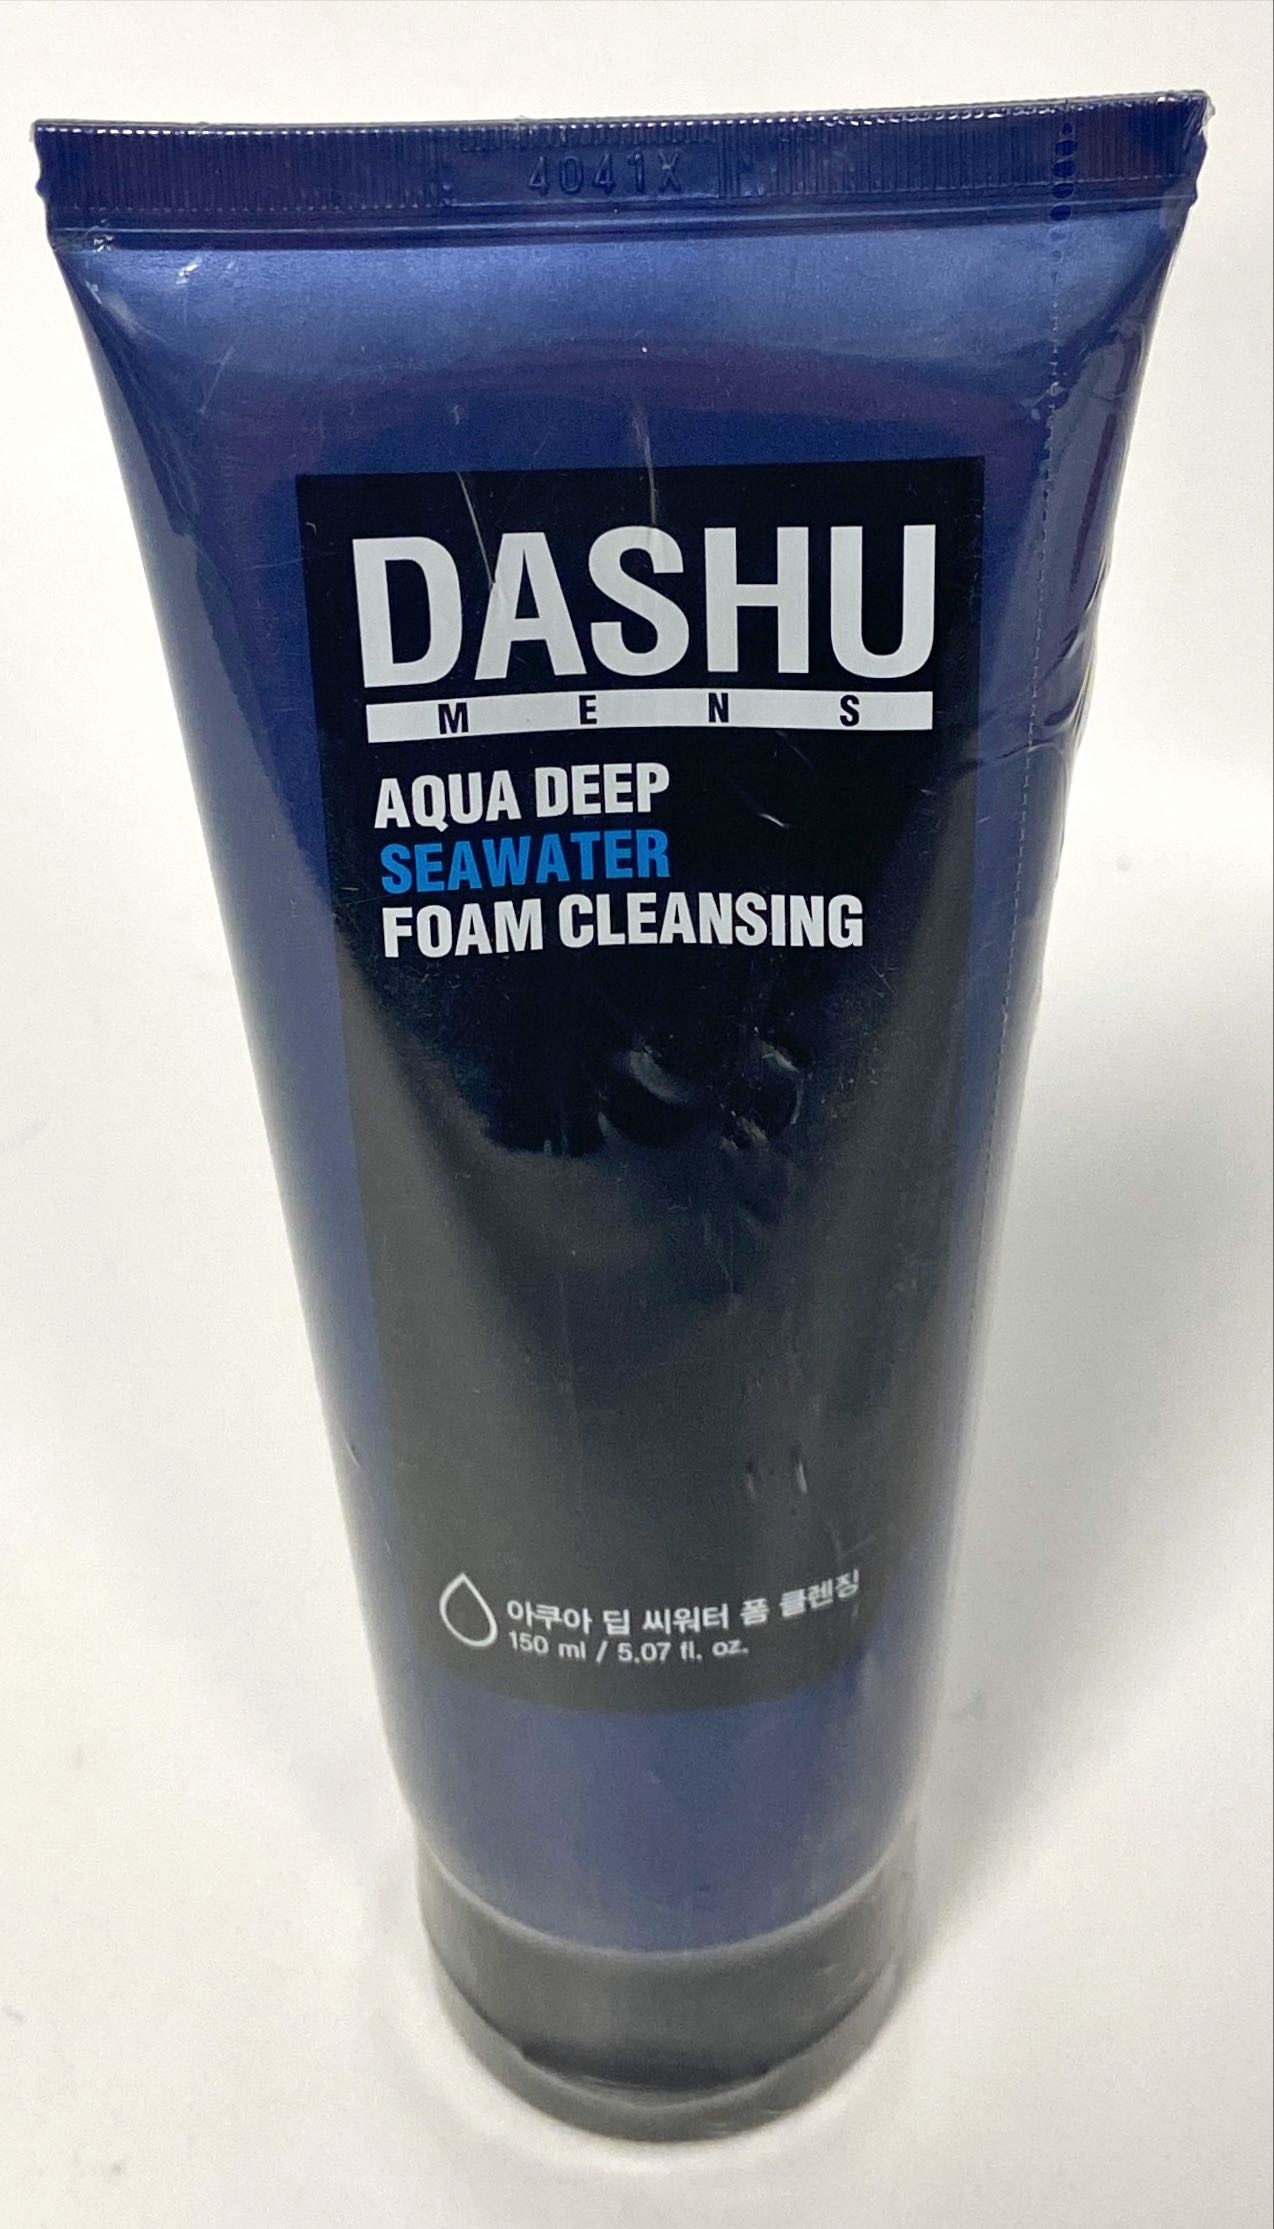 4041X
DASHU
MENS
AQUA DEEP
SEAWATER
FOAM CLEANSING
아쿠아 딥 씨워터 폼 클렌징
150 ml / 5.07 fl. oz.